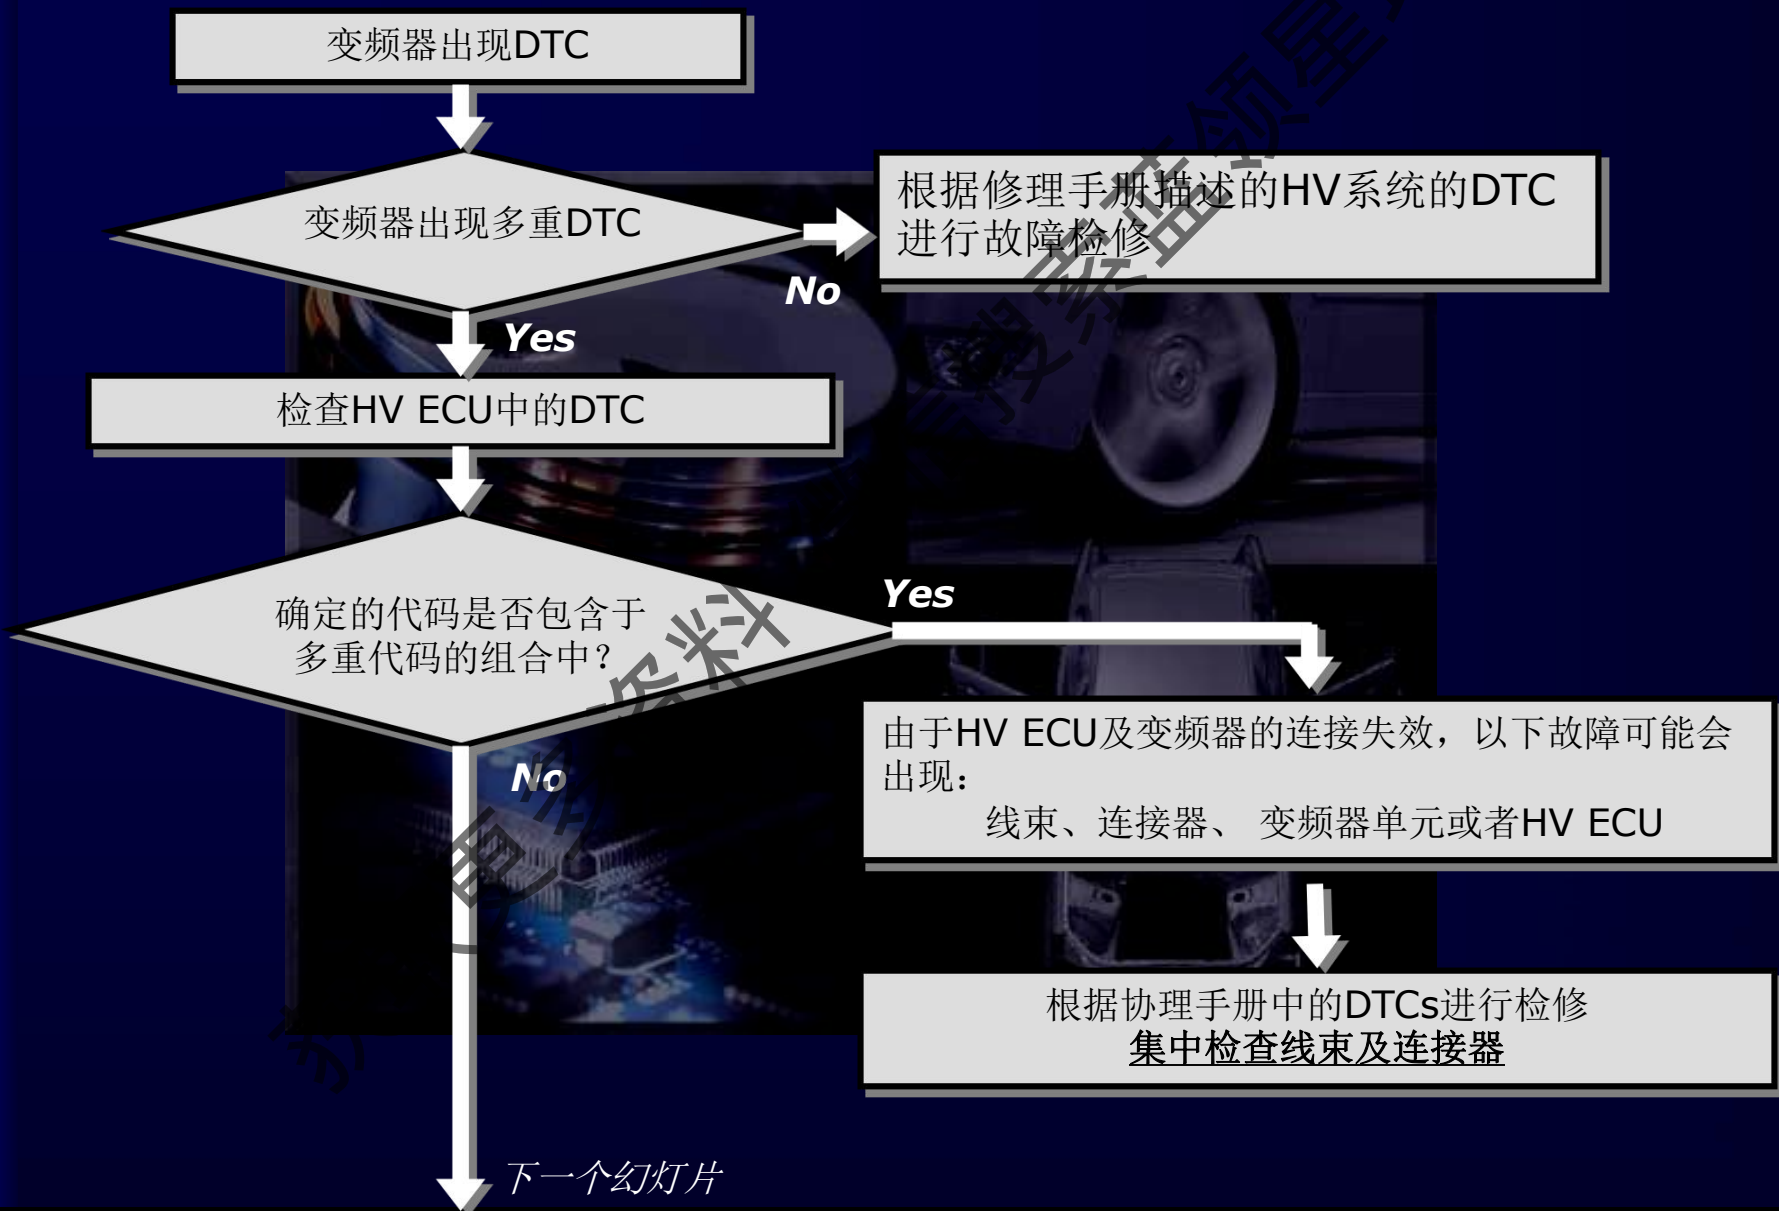 变频器出现DTC
变频器出现多重DTC
根据修理手册描述的HV系统的DTC
进行故障检修
No
Yes
检查HV ECU中的DTC
确定的代码是否包含于
多重代码的组合中?
Yes
No
由于HV ECU及变频器的连接失效，以下故障可能会
出现：
线束、连接器、 变频器单元或者HV ECU
根据协理手册中的DTCs进行检修
集中检查线束及连接器
下一个幻灯片